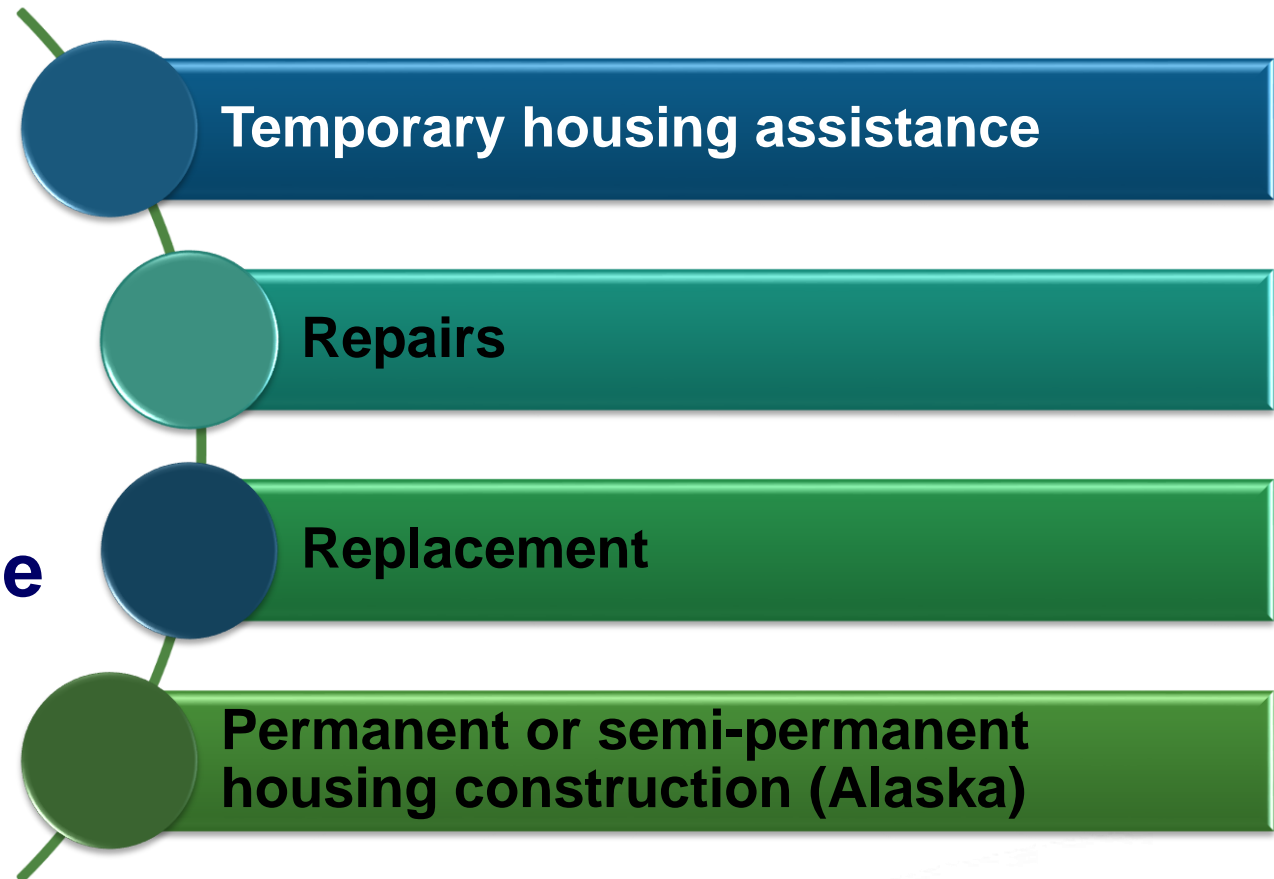 Temporary housing assistance
Repairs
Replacement
e
Permanent or semi-permanent
housing construction (Alaska)